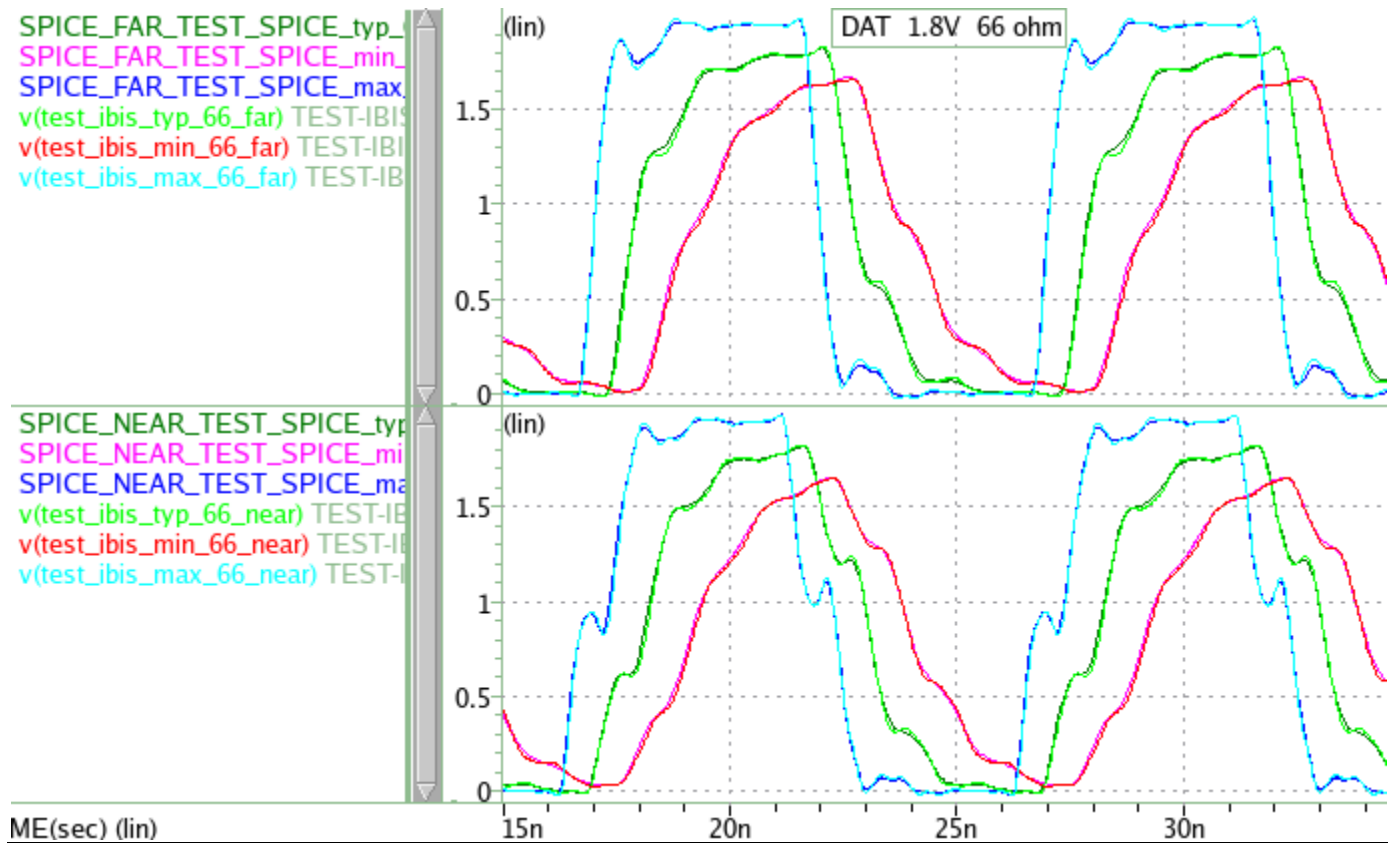 SPICE_FAR_TEST_SPICE_typ_
SPICE_FAR_TEST_SPICE_min_
SPICE_FAR_TEST_SPICE_max_
v(test_ibis_typ_66_far) TEST-IBIS
v(test_ibis_min_66_far) TEST-IBI
v(test_ibis_max_66_far) TEST-IB
(lin)
DAT 1.8V 66 ohm
1.5
1
0.5
0
SPICE_NEAR_TEST_SPICE_typ
SPICE_NEAR_TEST_SPICE_mi
SPICE_NEAR_TEST_SPICE_ma
v(test_ibis_typ_66_near) TEST-IB
v(test_ibis_min_66_near) TEST-IB
v(test_ibis_max_66_near) TEST-I
(lin)
1.5
1
0.5
0
ME(sec) (lin)
15n 20n 25n 30n